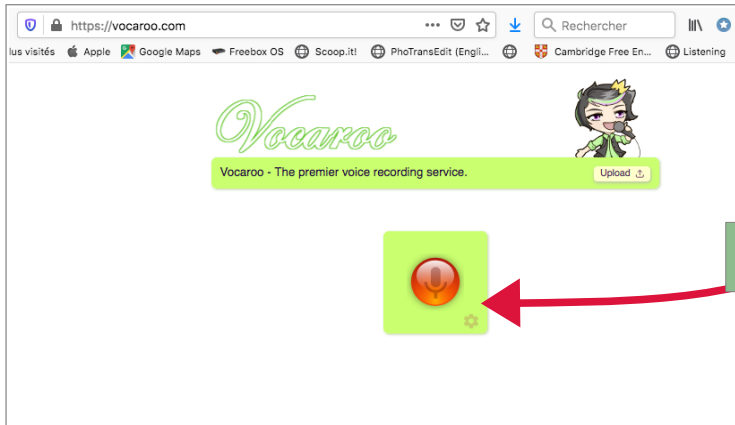 https://vocaroo.com
Rechercher
lus visités Apple Google Maps Freebox OS Scoop.it! PhoTransEdit (Engli... Cambridge Free En... Listening
Vocaroo
Vocaroo - The premier voice recording service.
Upload